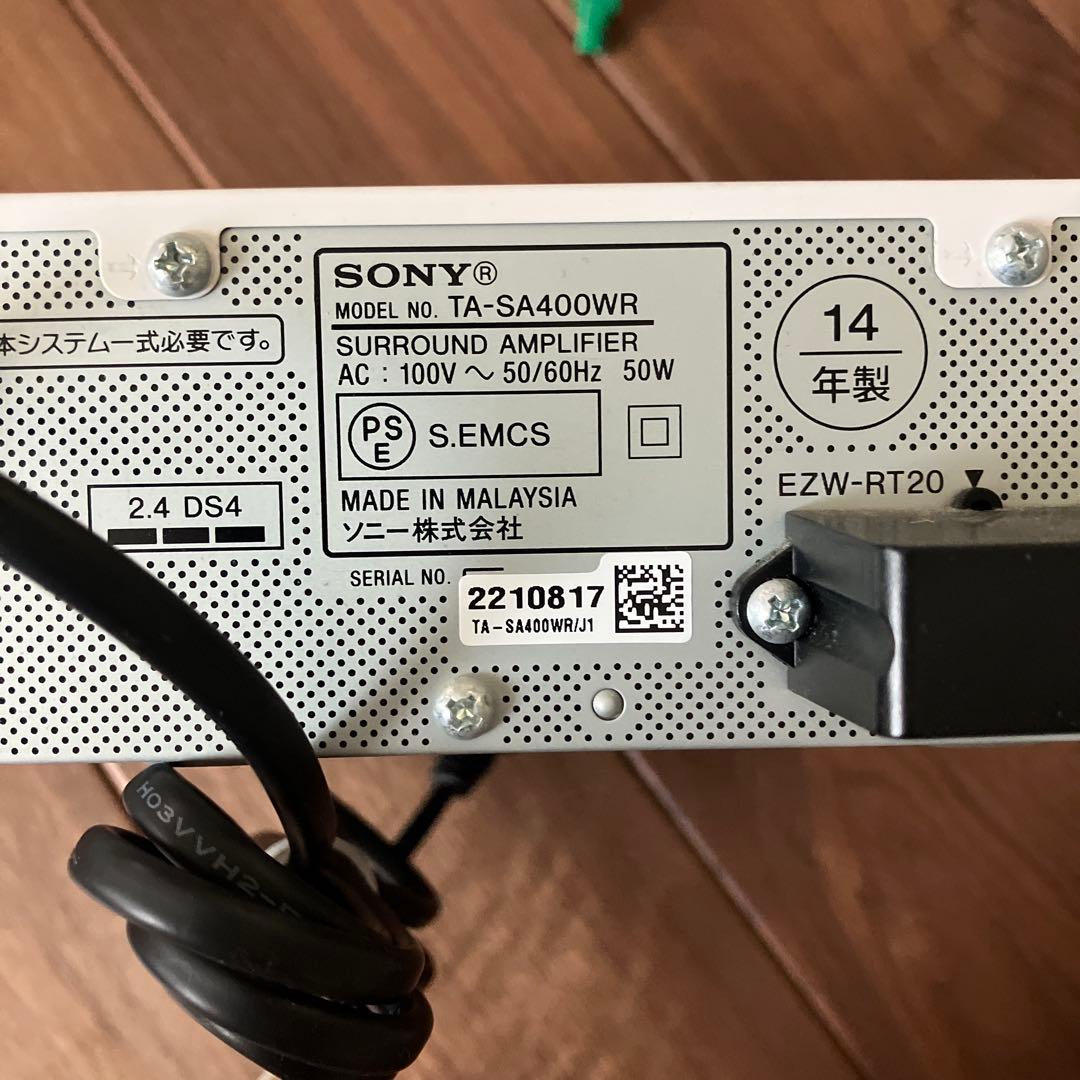 SONY®
MODEL NO. TA-SA400WR
SURROUND AMPLIFIER
AC : 100V ～ 50/60Hz 50W
PS
E
S.EMCS
MADE IN MALAYSIA
ソニー株式会社
14
年製
本システム一式必要です。
2.4 DS4
EZW-RT20
SERIAL NO.
2210817
TA-SA400WR/J1
H03VVH2-F